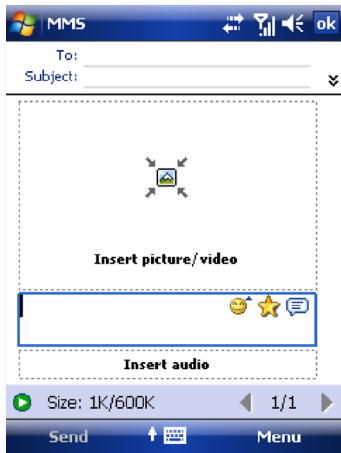 MMS ok
To:
Subject:
Insert picture/video
Insert audio
Size: 1K/600K 1/1
Send Menu